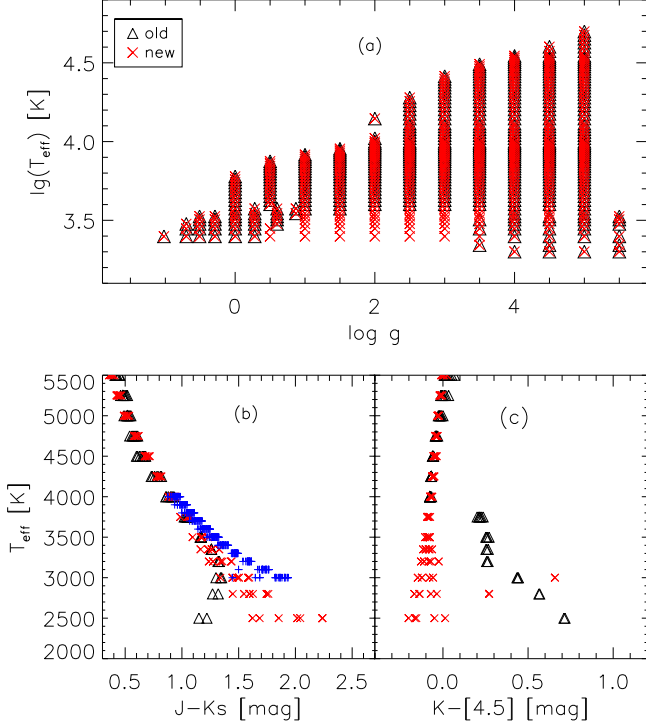 old
new
(a)
lg(T_eff) [K]
4.5
4.0
3.5
0 2 4
log g
(b)
(c)
T_eff [K]
5500
5000
4500
4000
3500
3000
2500
2000
0.5 1.0 1.5 2.0 2.5
0.0 0.5 1.0
J-Ks [mag]
K-[4.5] [mag]